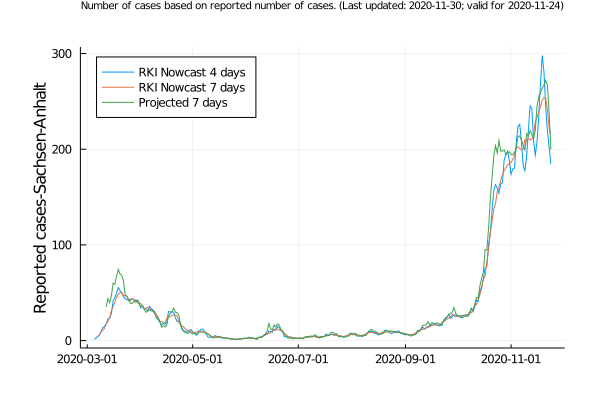 Number of cases based on reported number of cases. (Last updated: 2020-11-30; valid for 2020-11-24)
Reported cases-Sachsen-Anhalt
300
200
100
0
RKI Nowcast 4 days
RKI Nowcast 7 days
Projected 7 days
2020-03-01 2020-05-01 2020-07-01 2020-09-01 2020-11-01